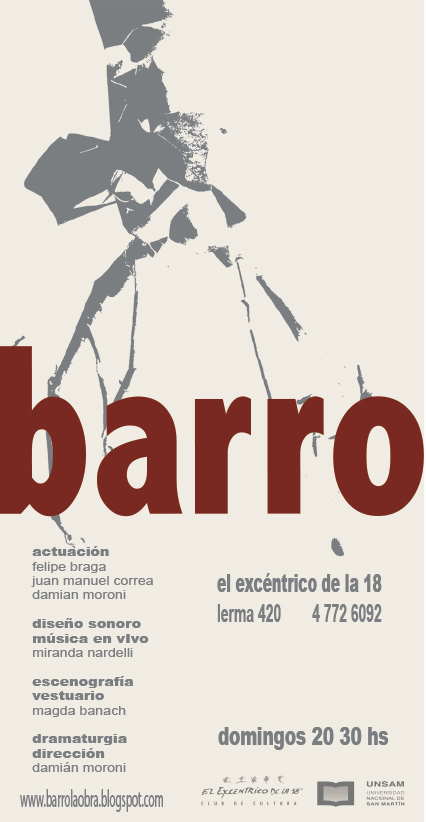 barro
actuación
felipe braga
juan manuel correa
damian moroni
diseño sonoro
música en vIvo
miranda nardelli
escenografía
vestuario
magda banach
dramaturgia
dirección
damián moroni
www.barrolaobra.blogspot.com
el excéntrico de la 18
lerma 420 4 772 6092
domingos 20 30 hs
EL EXCENTRICO DE LA 18º
CLUB DE CULTURA
UNSAM
UNIVERSIDAD
NACIONAL DE
SAN MARTÍN